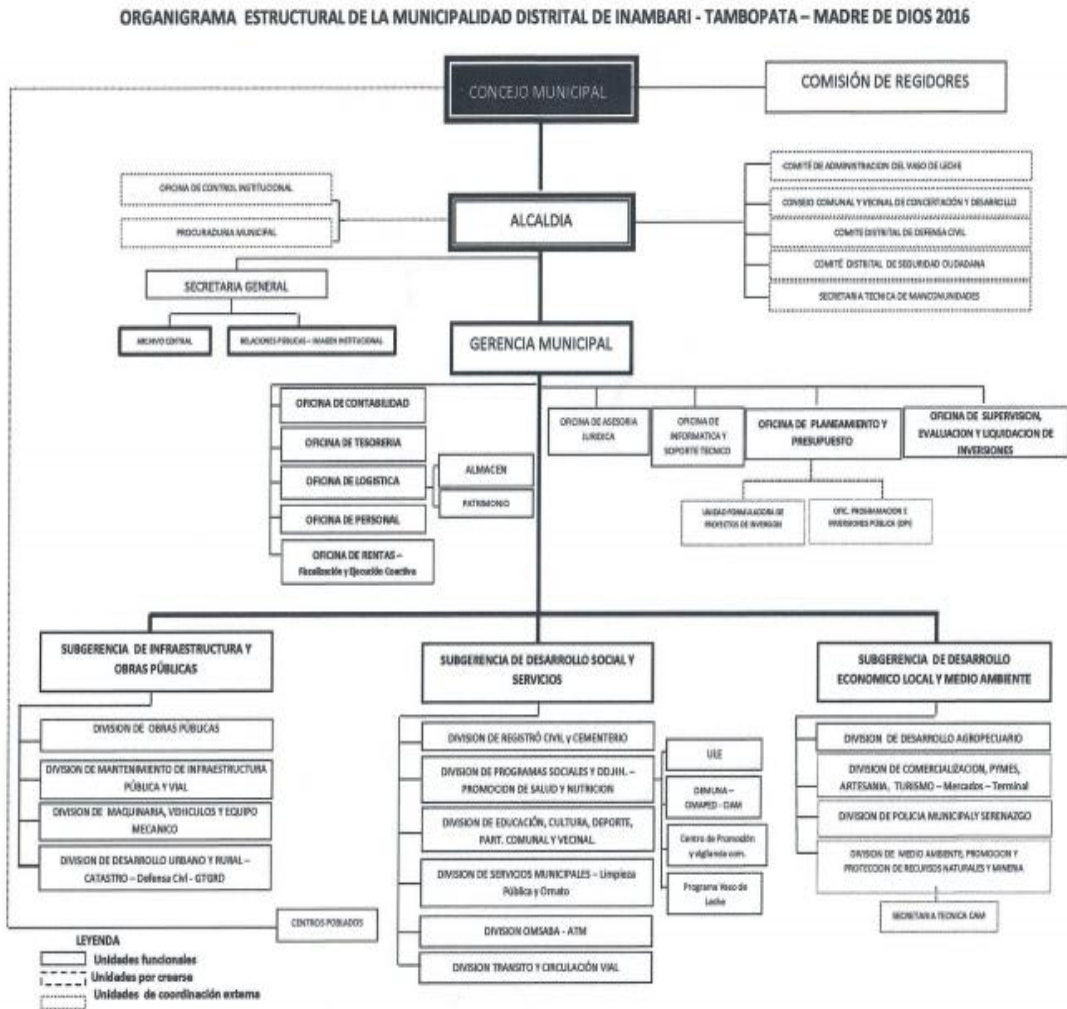 ORGANIGRAMA ESTRUCTURAL DE LA MUNICIPALIDAD DISTRITAL DE INAMBARI - TAMBOPATA – MADRE DE DIOS 2016
CONCEJO MUNICIPAL
COMISIÓN DE REGIDORES
OFICINA DE CONTROL INSTITUCIONAL
PROCURADURIA MUNICIPAL
ALCALDIA
-COMITÉ DE ADMINISTRACION DEL VASO DE LECHE
CONSEJO COMUNAL Y VECINAL DE CONCERTACIÓN Y DESARROLLO
COMITE DISTRITAL DE DEFENSA CIVIL
COMITÉ DISTRITAL DE SEGURIDAD CIUDADANA
SECRETARIA TECNICA DE MANCOMUNIDADES
SECRETARIA GENERAL
ARCHIVO CENTRAL
RELACIONES PÚBLICAS – IMAGEN INSTITUCIONAL
GERENCIA MUNICIPAL
OFICINA DE CONTABILIDAD
OFICINA DE TESORERIA
OFICINA DE LOGISTICA
ALMACEN
PATRIMONIO
OFICINA DE PERSONAL
OFICINA DE RENTAS –
Fiscalización y Ejecución Coactiva
OFICINA DE ASESORIA
JURIDICA
OFICINA DE
INFORMATICA Y
SOPORTE TECNICO
OFICINA DE PLANEAMIENTO Y
PRESUPUESTO
OFICINA DE SUPERVISION,
EVALUACION Y LIQUIDACION DE
INVERSIONES
UNIDAD FORMULADORA DE
PROYECTOS DE INVERSION
OFIC. PROGRAMACION E
INVERSIONES PÚBLICA (OPI)
SUBGERENCIA DE INFRAESTRUCTURA Y
OBRAS PÚBLICAS
DIVISION DE OBRAS PÚBLICAS
DIVISION DE MANTENIMIENTO DE INFRAESTRUCTURA
PÚBLICA Y VIAL
DIVISION DE MAQUINARIA, VEHICULOS Y EQUIPO
MECANICO
DIVISION DE DESARROLLO URBANO Y RURAL –
CATASTRO – Defensa Civil - GTGRD
SUBGERENCIA DE DESARROLLO SOCIAL Y
SERVICIOS
DIVISION DE REGISTRÓ CIVIL y CEMENTERIO
DIVISION DE PROGRAMAS SOCIALES Y DDJIH. –
PROMOCION DE SALUD Y NUTRICION
DIVISION DE EDUCACIÓN, CULTURA, DEPORTE,
PART. COMUNAL Y VECINAL.
DIVISION DE SERVICIOS MUNICIPALES – Limpieza
Pública y Ornato
DIVISION OMSABA - ATM
DIVISION TRANSITO Y CIRCULACIÓN VIAL
ULE
DEMUNA –
OMAPED - CIAM
Centro de Promoción
y vigilancia com.
Programa Vaso de
Leche
SUBGERENCIA DE DESARROLLO
ECONOMICO LOCAL Y MEDIO AMBIENTE
DIVISION DE DESARROLLO AGROPECUARIO
DIVISION DE COMERCIALIZACION, PYMES,
ARTESANIA, TURISMO – Mercados – Terminal
DIVISION DE POLICIA MUNICIPAL Y SERENAZGO
DIVISION DE MEDIO AMBIENTE, PROMOCION Y
PROTECCION DE RECURSOS NATURALES Y MINERIA
SECRETARIA TECNICA CAM
CENTROS POBLADOS
LEYENDA
Unidades funcionales
Unidades por crearse
Unidades de coordinación externa